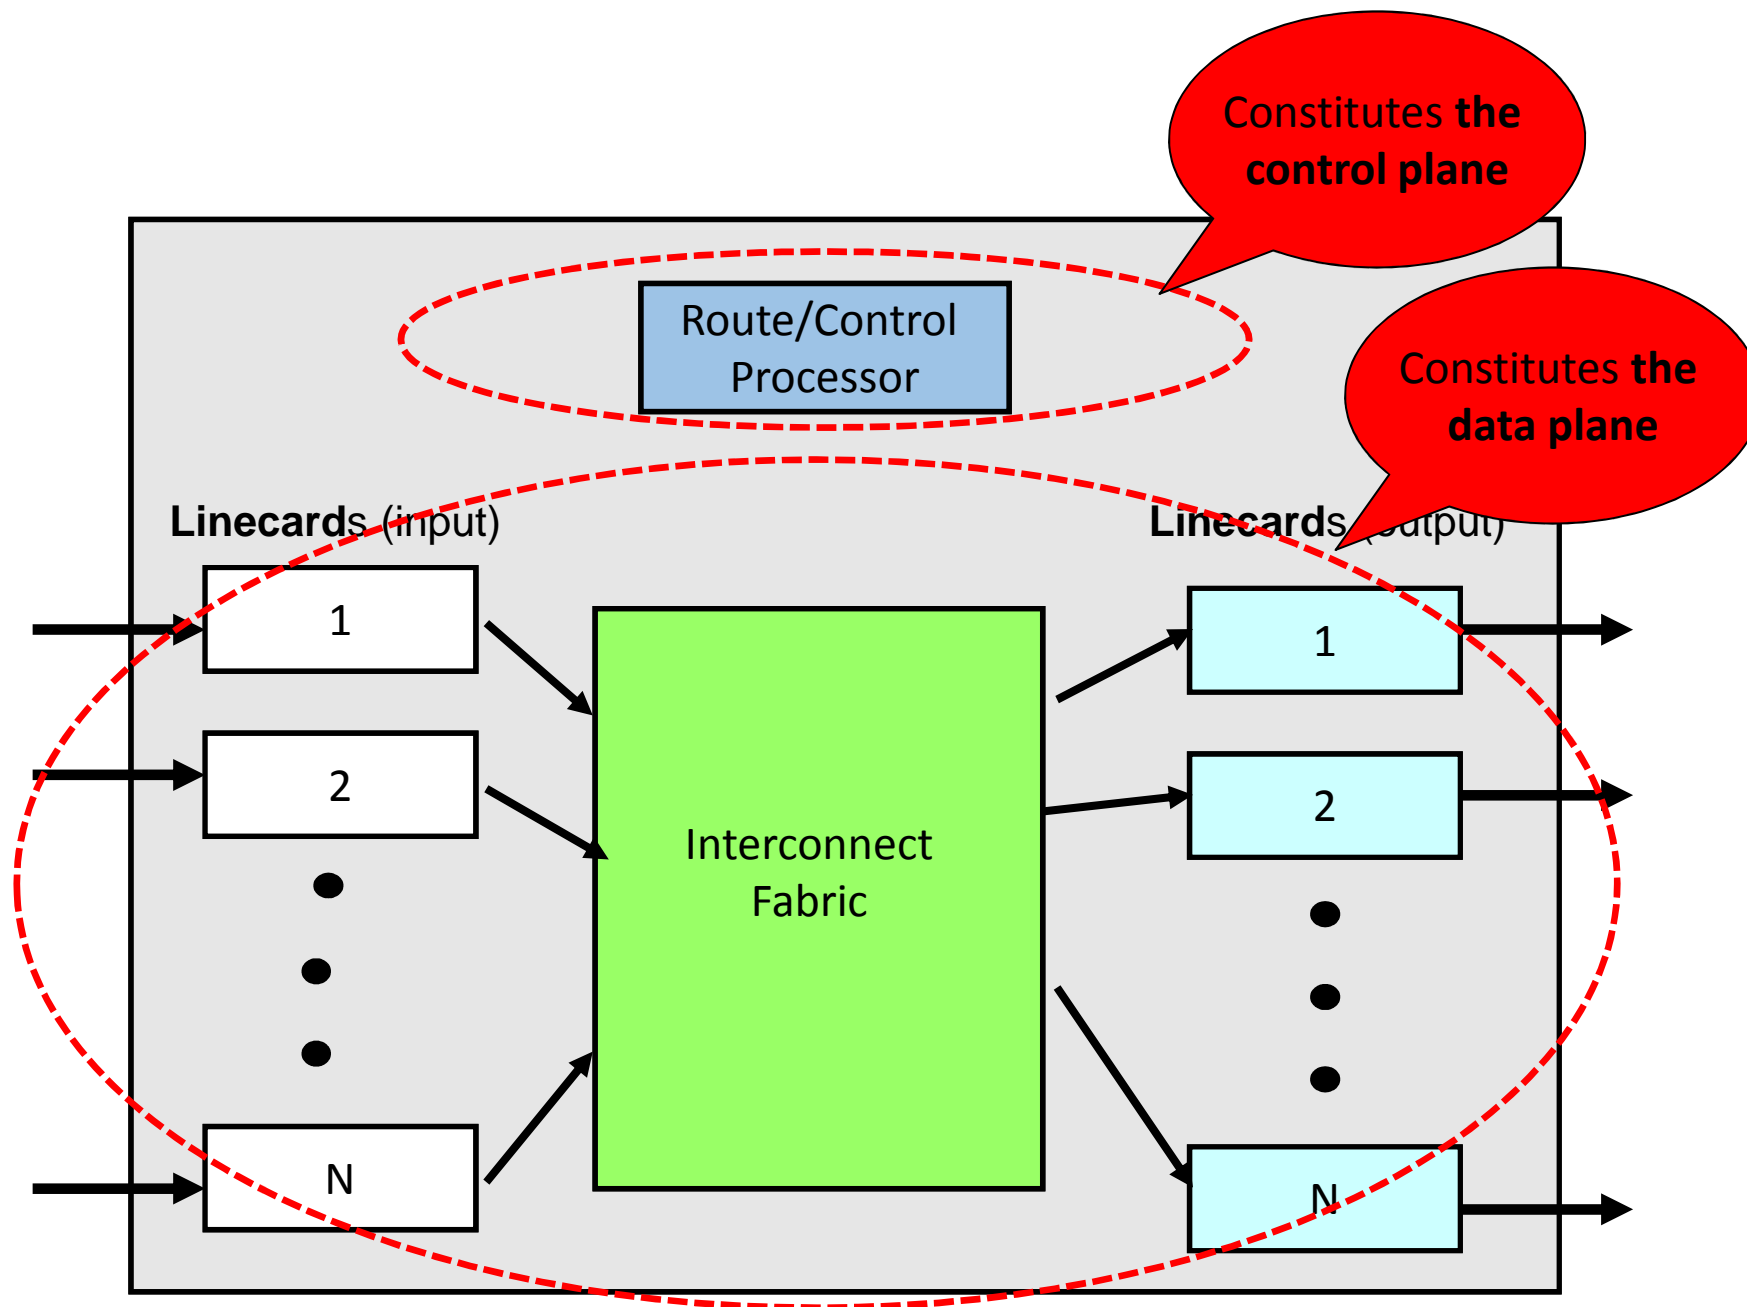 Constitutes the
control plane
Route/Control
Processor
Constitutes the
data plane
Linecards (input)
Linecards (output)
1
1
2
2
Interconnect
Fabric
N
N